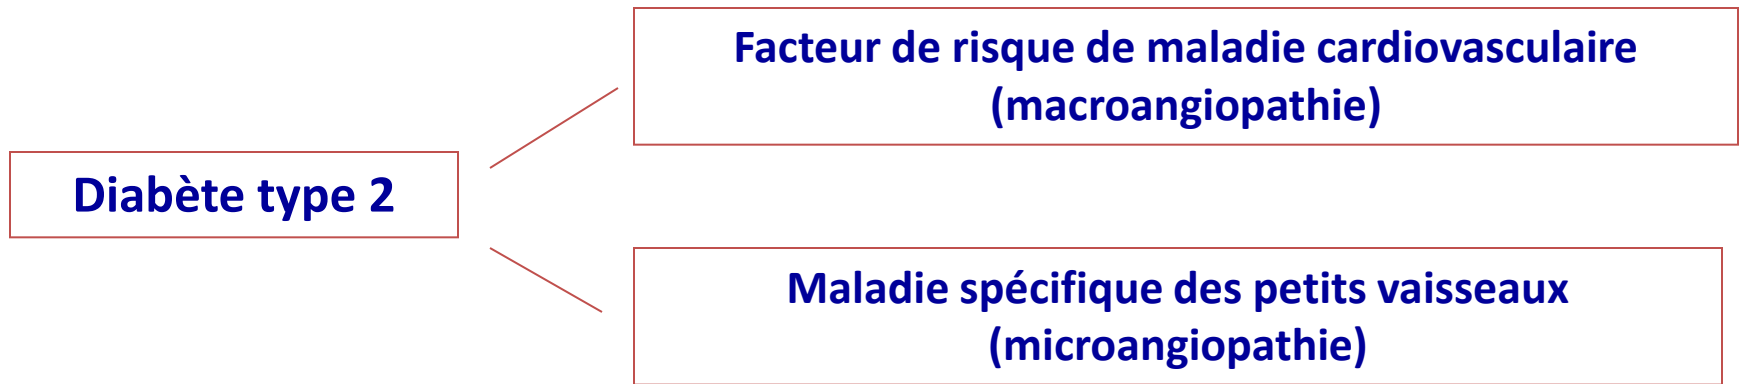 Facteur de risque de maladie cardiovasculaire
(macroangiopathie)
Diabète type 2
Maladie spécifique des petits vaisseaux
(microangiopathie)